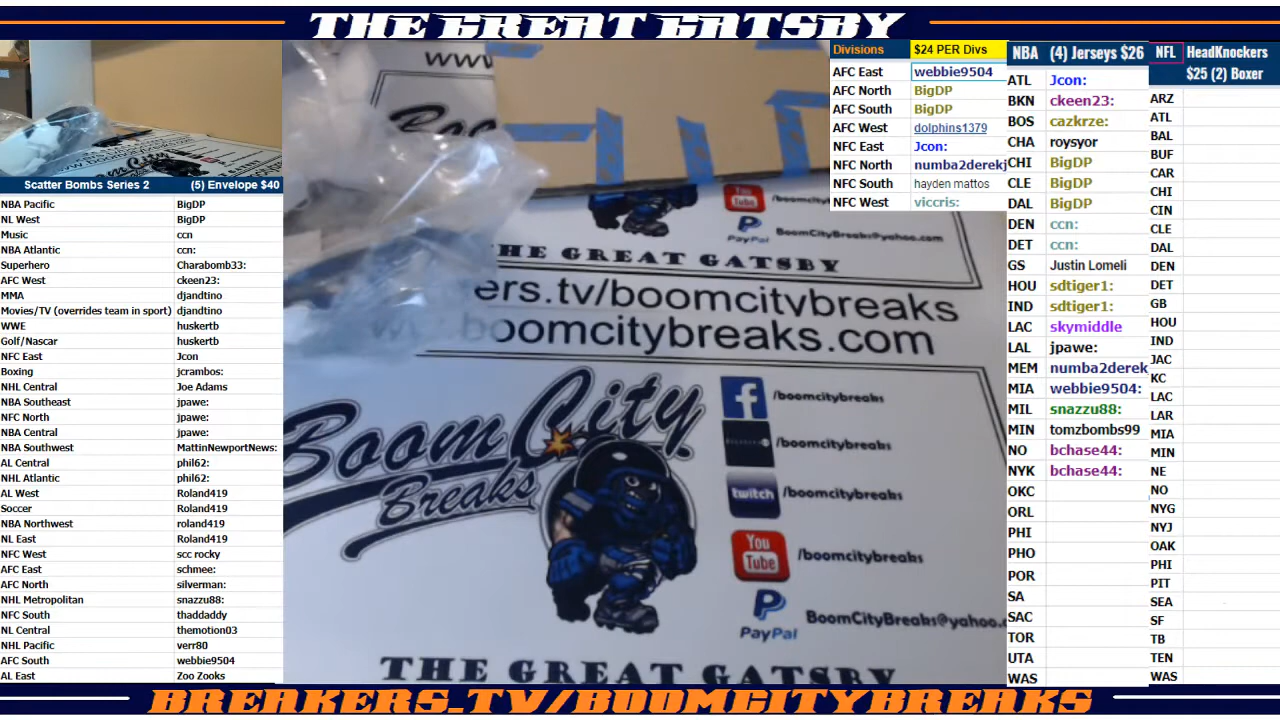 THE GREAT GATSBY
Scatter Bombs Series 2 (5) Envelope $40
NBA Pacific BigDP
NL West BigDP
Music ccn
NBA Atlantic ccn:
Superhero Charabomb33:
AFC West ckeen23:
MMA djandtino
Movies/TV (overrides team in sport) djandtino
WWE huskertb
Golf/Nascar huskertb
NFC East Jcon
Boxing jcrambos:
NHL Central Joe Adams
NBA Southeast jpawe:
NFC North jpawe:
NBA Central jpawe:
NBA Southwest MattinNewportNews:
AL Central phil62:
NHL Atlantic phil62:
AL West Roland419
Soccer Roland419
NBA Northwest roland419
NL East Roland419
NFC West scc rocky
AFC East schmee:
AFC North silverman:
NHL Metropolitan snazzu88:
NFC South thaddaddy
NL Central themotion03
NHL Pacific verr80
AFC South webbie9504
AL East Zoo Zooks
www
Boo
You Tube /boomcity
PayPal BoomCityBreaks@yahoo.com
THE GREAT GATSBY
ers.tv/boomcitybreaks
boomcitybreaks.com
Boom City
Breaks
f /boomcitybreaks
/boomcitybreaks
twitch /boomcitybreaks
You Tube /boomcitybreaks
PayPal BoomCityBreaks@yahoo.c
THE GREAT GATSBY
Divisions $24 PER Divs
AFC East webbie9504
AFC North BigDP
AFC South BigDP
AFC West dolphins1379
NFC East Jcon:
NFC North numba2derekj
NFC South hayden mattos
NFC West viccris:
NBA (4) Jerseys $26
ATL Jcon:
BKN ckeen23:
BOS cazkrze:
CHA roysyor
CHI BigDP
CLE BigDP
DAL BigDP
DEN ccn:
DET ccn:
GS Justin Lomeli
HOU sdtiger1:
IND sdtiger1:
LAC skymiddle
LAL jpawe:
MEM numba2derek
MIA webbie9504:
MIL snazzu88:
MIN tomzbombs99
NO bchase44:
NYK bchase44:
OKC
ORL
PHI
PHO
POR
SA
SAC
TOR
UTA
WAS
NFL HeadKnockers
$25 (2) Boxer
ARZ
ATL
BAL
BUF
CAR
CHI
CIN
CLE
DAL
DEN
DET
GB
HOU
IND
JAC
KC
LAC
LAR
MIA
MIN
NE
NO
NYG
NYJ
OAK
PHI
PIT
SEA
SF
TB
TEN
WAS
BREAKERS.TV/BOOMCITYBREAKS